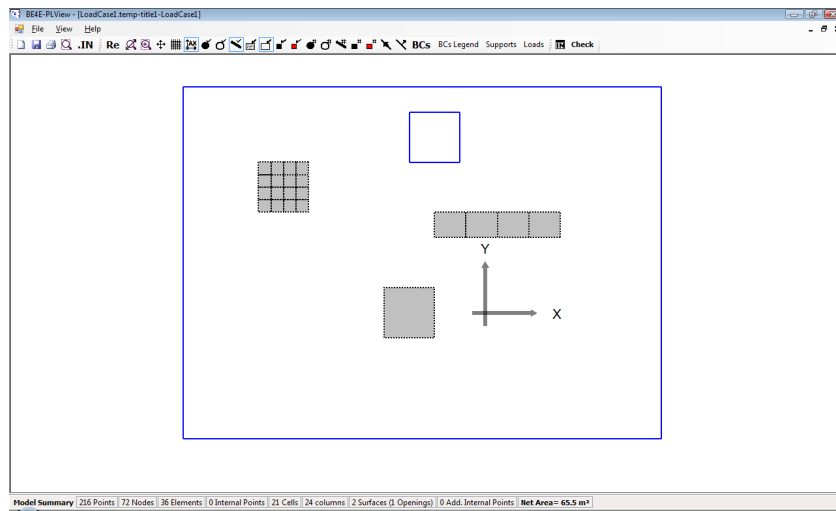 BE4E-PLView - [LoadCase1.temp-title1-LoadCase1]
File View Help
.IN Re BCs BCs Legend Supports Loads IN Check
Y
X
Model Summary 216 Points 72 Nodes 36 Elements 0 Internal Points 21 Cells 24 columns 2 Surfaces (1 Openings) 0 Add. Internal Points Net Area= 65.5 m²